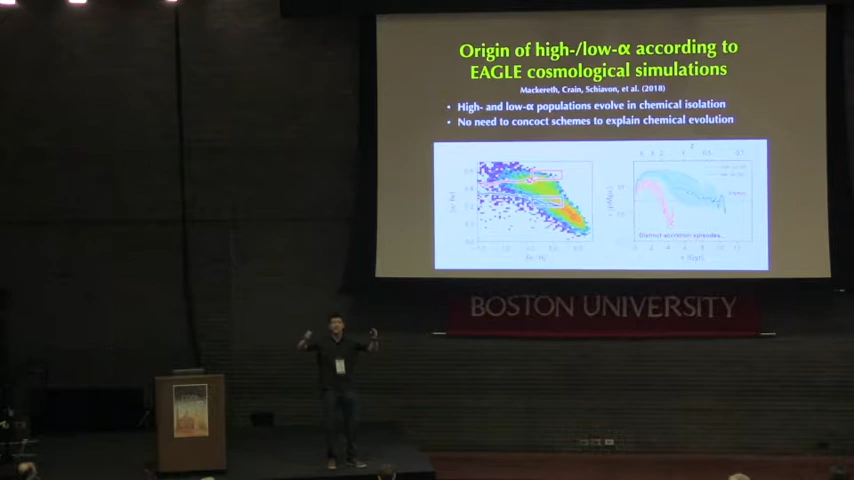 Origin of high-/low-α according to
EAGLE cosmological simulations
Mackereth, Crain, Schiavon, et al. (2018)
• High- and low-α populations evolve in chemical isolation
• No need to concoct schemes to explain chemical evolution
Distinct accretion episodes
BOSTON UNIVERSITY